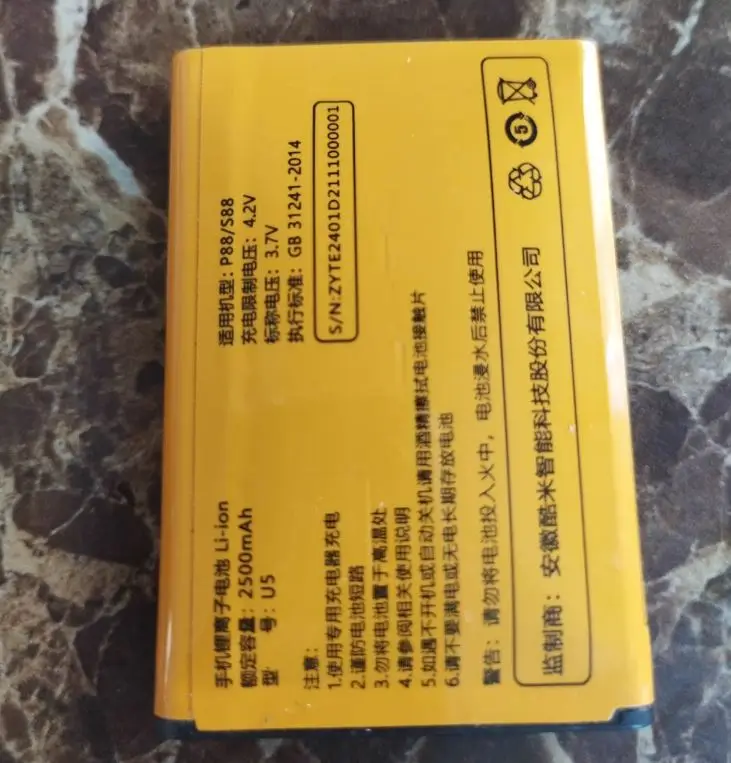 手机锂离子电池 Li-ion
额定容量：2500mAh
型 号：U5
适用机型：P88/S88
充电限制电压：4.2V
标称电压：3.7V
执行标准：GB 31241-2014
S/N:ZYTE2401D2111000001
注意：
1.使用专用充电器充电
2.谨防电池短路
3.勿将电池置于高温处
4.请参阅相关使用说明
5.如遇不开机或自动关机请用酒精擦拭电池接触片
6.请不要满电或无电长期存放电池
警告：请勿将电池投入火中，电池浸水后禁止使用
监制商：安徽酷米智能科技股份有限公司
5